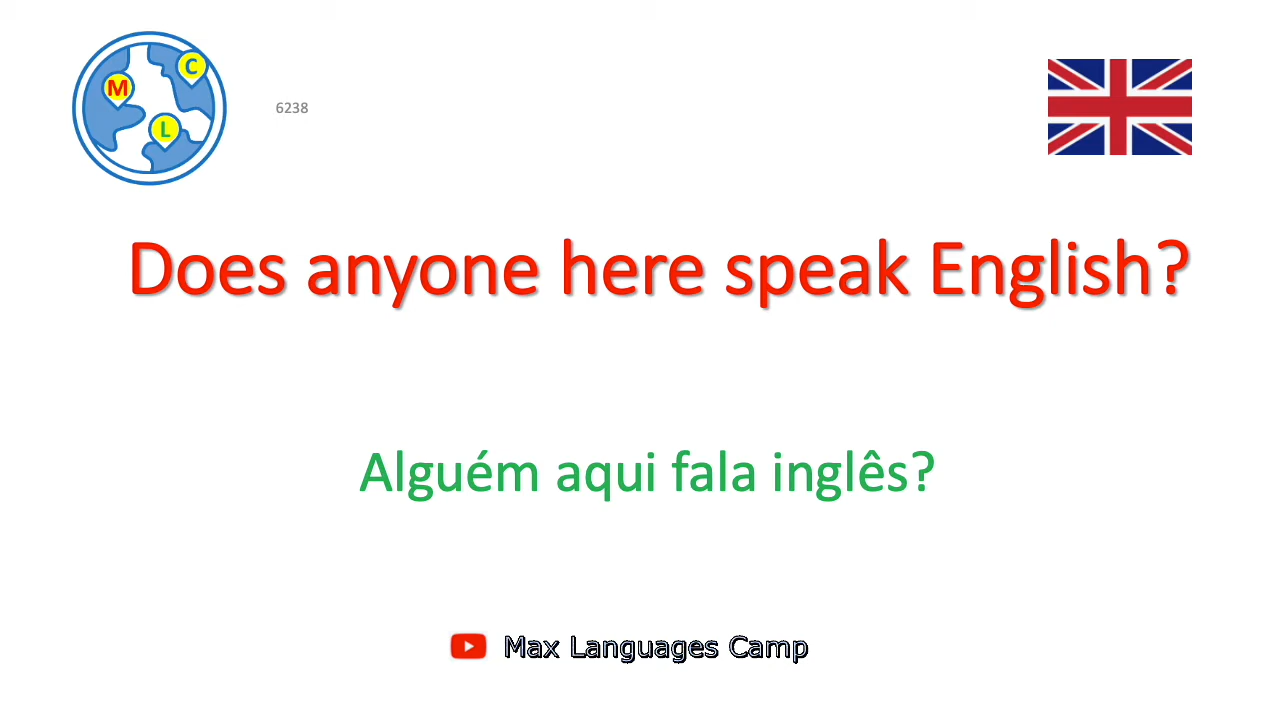 M
C
L
6238
Does anyone here speak English?
Alguém aqui fala inglês?
Max Languages Camp